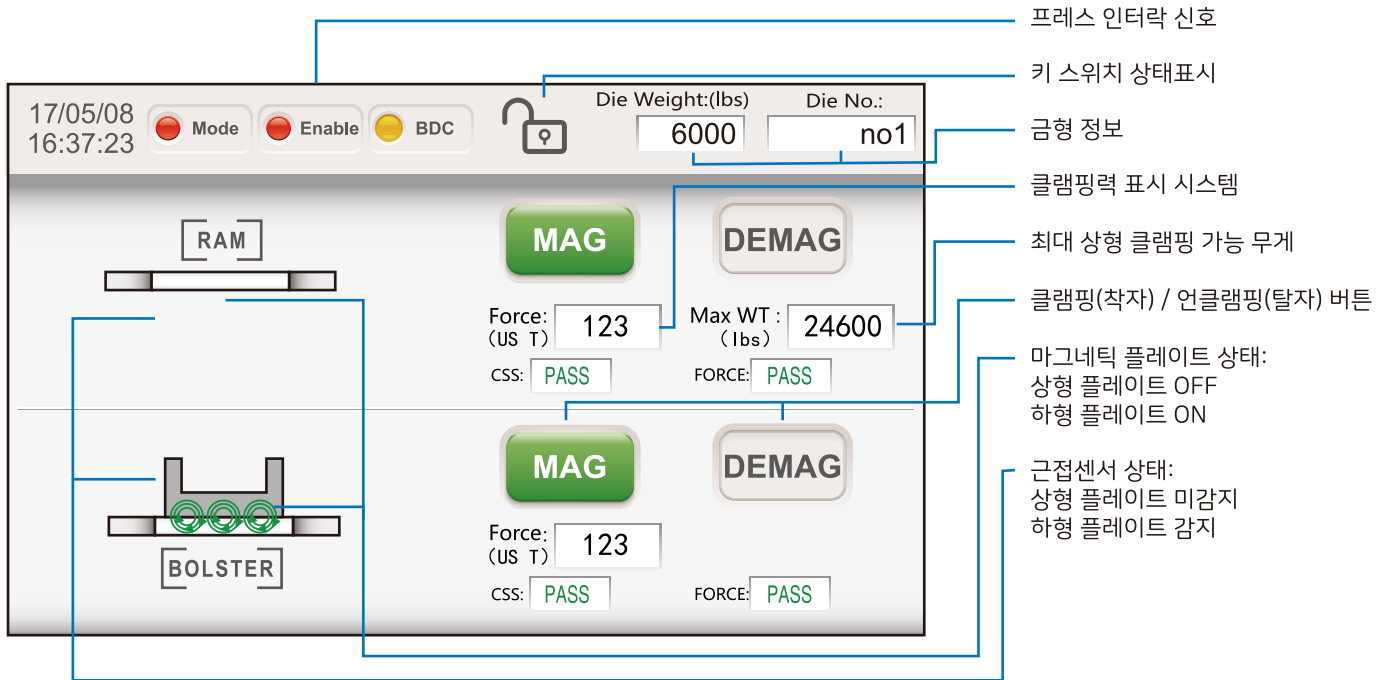 프레스 인터락 신호
키 스위치 상태표시
금형 정보
클램핑력 표시 시스템
최대 상형 클램핑 가능 무게
클램핑(착자) / 언클램핑(탈자) 버튼
마그네틱 플레이트 상태:
상형 플레이트 OFF
하형 플레이트 ON
근접센서 상태:
상형 플레이트 미감지
하형 플레이트 감지
17/05/08
16:37:23
Mode
Enable
BDC
Die Weight:(lbs)
6000
Die No.:
no1
RAM
MAG
DEMAG
Force:
(US T)
123
Max WT :
(lbs)
24600
CSS: PASS
FORCE: PASS
BOLSTER
MAG
DEMAG
Force:
(US T)
123
CSS: PASS
FORCE: PASS